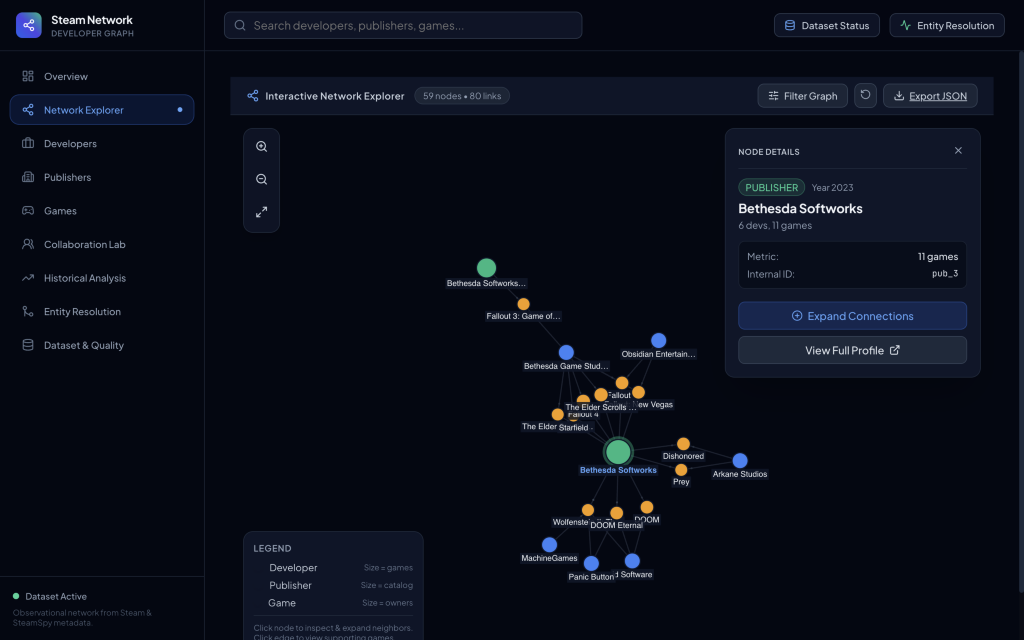 Steam Network
DEVELOPER GRAPH
Search developers, publishers, games...
Dataset Status
Entity Resolution
Overview
Network Explorer
Developers
Publishers
Games
Collaboration Lab
Historical Analysis
Entity Resolution
Dataset & Quality
Dataset Active
Observational network from Steam &
SteamSpy metadata.
Interactive Network Explorer
59 nodes • 80 links
Filter Graph
Export JSON
NODE DETAILS
PUBLISHER
Year 2023
Bethesda Softworks
6 devs, 11 games
Metric:
11 games
Internal ID:
pub_3
Expand Connections
View Full Profile
Bethesda Softworks...
Fallout 3: Game of...
Bethesda Game Stud...
Obsidian Entertain...
Fallout
New Vegas
The Elder Scrolls ...
Fallout 4
The Elder
Starfield
Bethesda Softworks
Dishonored
Prey
Arkane Studios
Wolfenste
DOOM Eternal
DOOM
MachineGames
Panic Button
Software
LEGEND
Developer
Size = games
Publisher
Size = catalog
Game
Size = owners
Click node to inspect & expand neighbors.
Click edge to view supporting games.